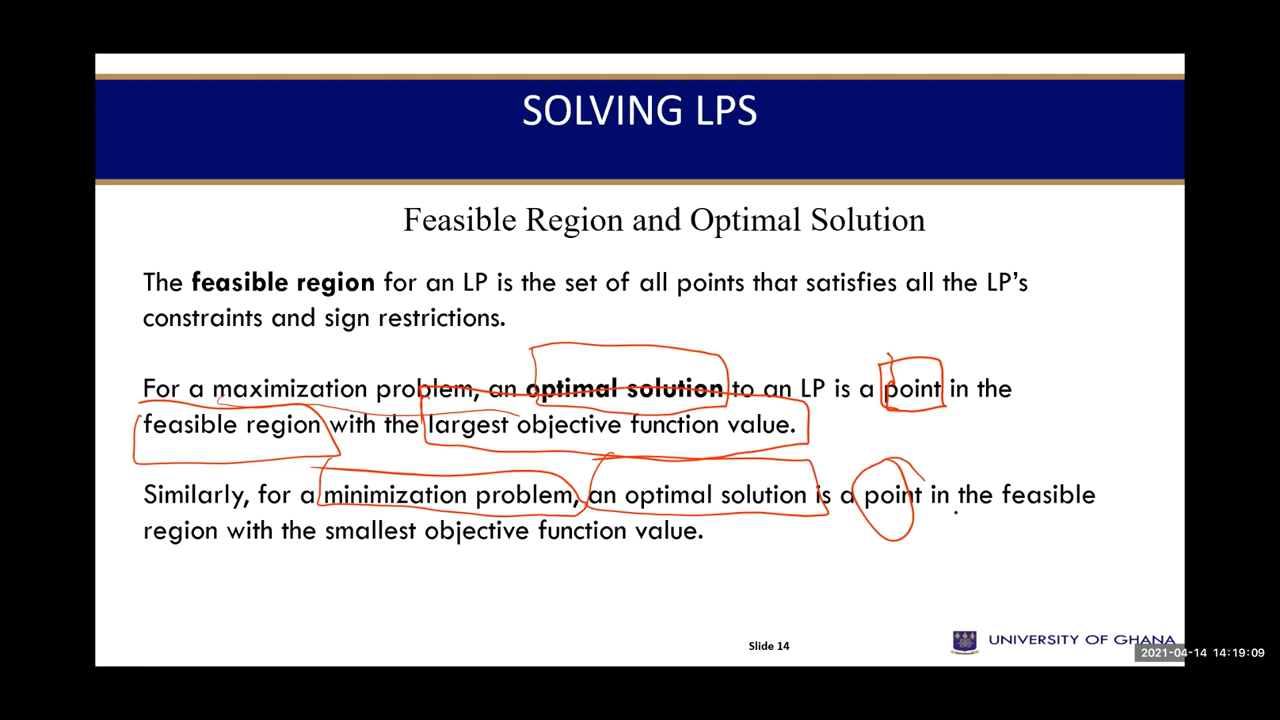 SOLVING LPS
Feasible Region and Optimal Solution
The feasible region for an LP is the set of all points that satisfies all the LP’s
constraints and sign restrictions.
For a maximization problem, an optimal solution to an LP is a point in the
feasible region with the largest objective function value.
Similarly, for a minimization problem, an optimal solution is a point in the feasible
region with the smallest objective function value.
Slide 14
UNIVERSITY OF GHANA
2021-04-14 14:19:09